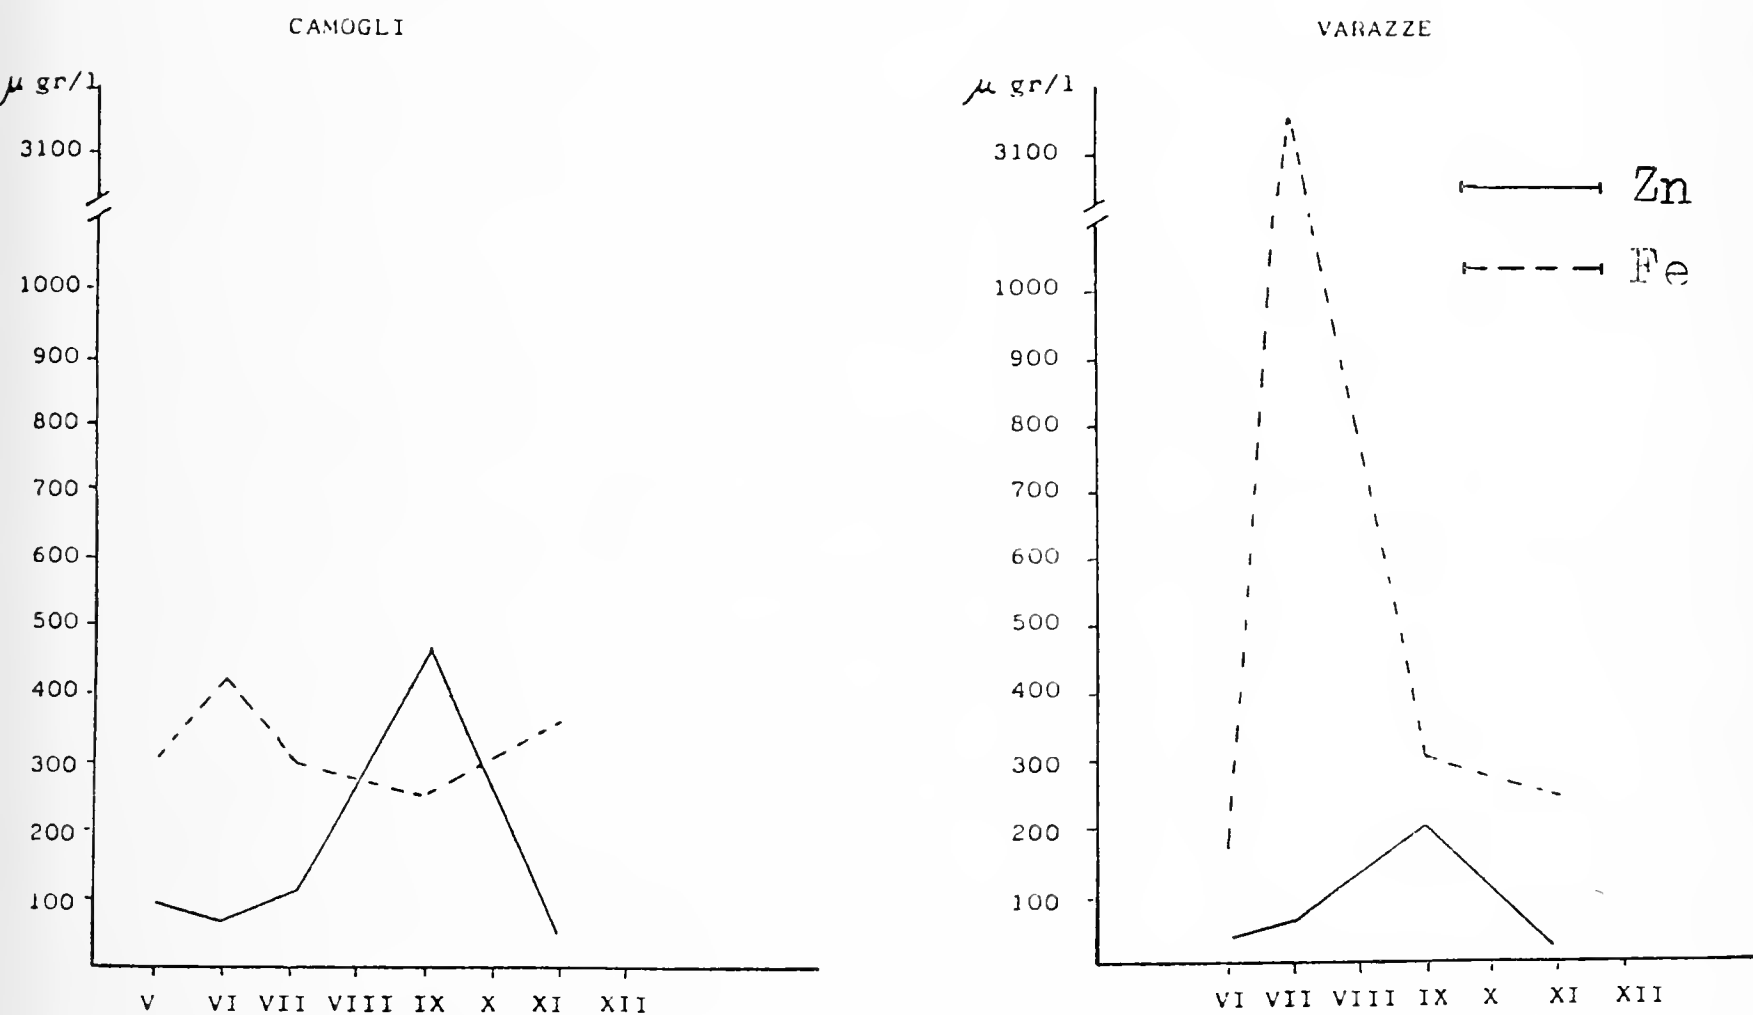 CAMOGLI
μ gr/l
3100
1000
900
800
700
600
500
400
300
200
100
V VI VII VIII IX X XI XII
VARAZZE
μ gr/l
3100
1000
900
800
700
600
500
400
300
200
100
VI VII VIII IX X XI XII
Zn
Fe